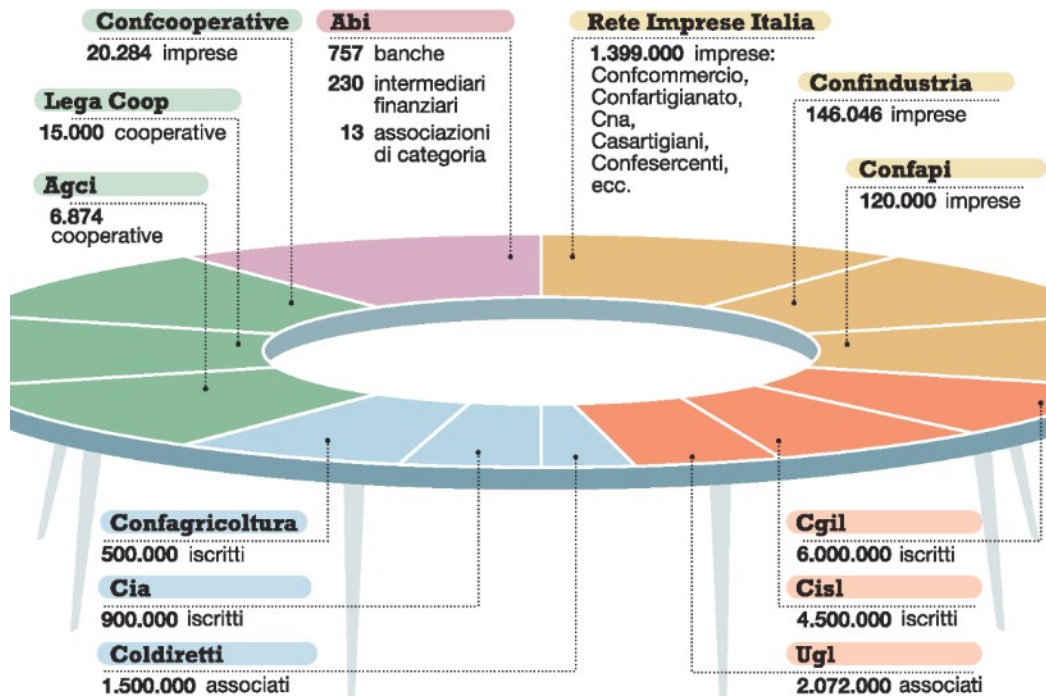 Confcooperative
20.284 imprese
Abi
757 banche
230 intermediari
finanziari
13 associazioni
di categoria
Rete Imprese Italia
1.399.000 imprese:
Confcommercio,
Confartigianato,
Cna,
Casartigiani,
Confesercenti,
ecc.
Confindustria
146.046 imprese
Lega Coop
15.000 cooperative
Confapi
120.000 imprese
Agci
6.874
cooperative
Confagricoltura
500.000 iscritti
Cia
900.000 iscritti
Coldiretti
1.500.000 associati
Cgil
6.000.000 iscritti
Cisl
4.500.000 iscritti
Ugl
2.072.000 associati